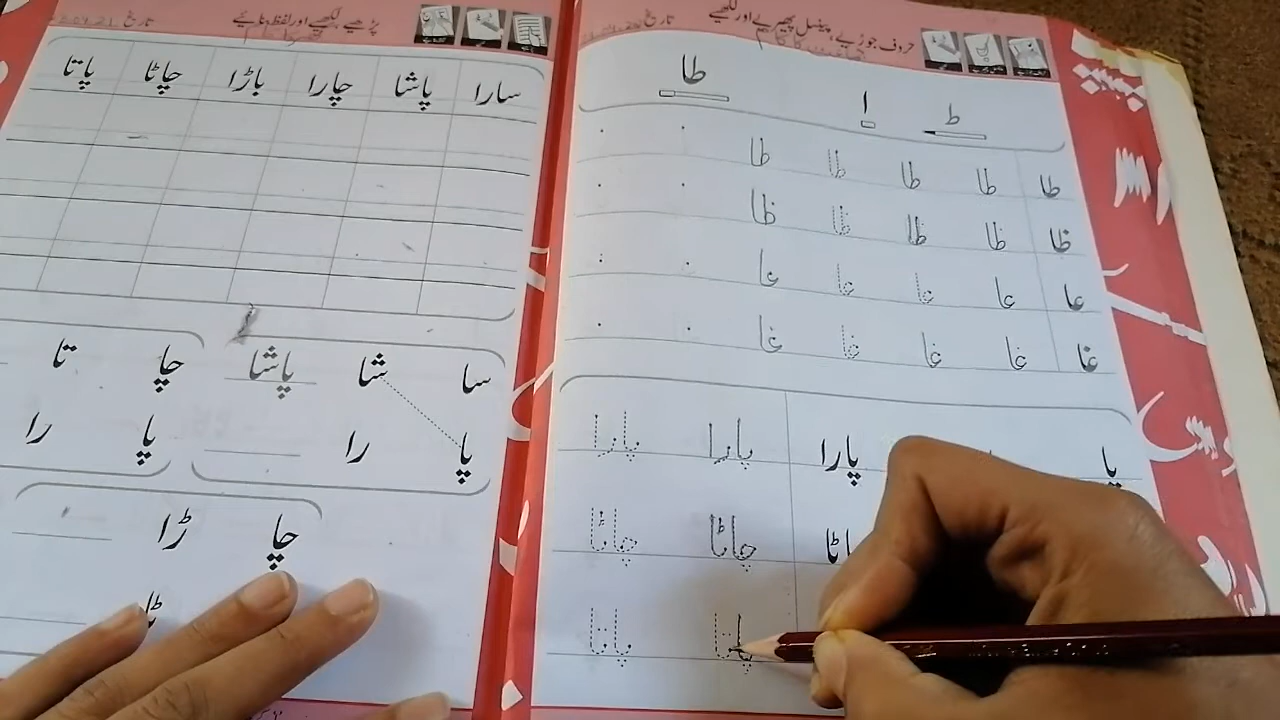 حروف جوڑیے، پینسل پھیریے اور لکھیے
تاریخ
ط ا طا
طا طا طا طا طا
ظا ظا ظا ظا ظا
عا عا عا عا عا
غا غا غا غا غا
پا پارا پارا پارا
چاٹا چاٹا
پاتا پاتا
پڑھیے، لکھیے اور لفظ بنائیے
تاریخ
سارا پاشا چارا باڑا چاٹا پاتا
سا شا پاشا
پا را
چا تا
پا را
چا ڑا
ٹا